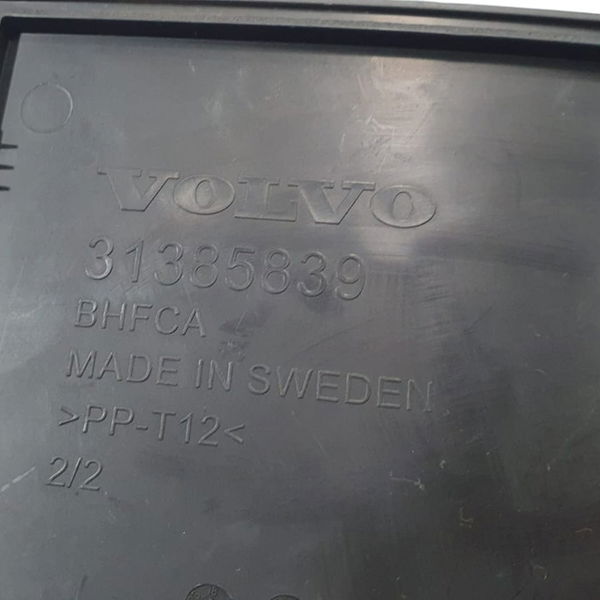 VOLVO
31385839
BHFCA
MADE IN SWEDEN
>PP-T12<
2/2